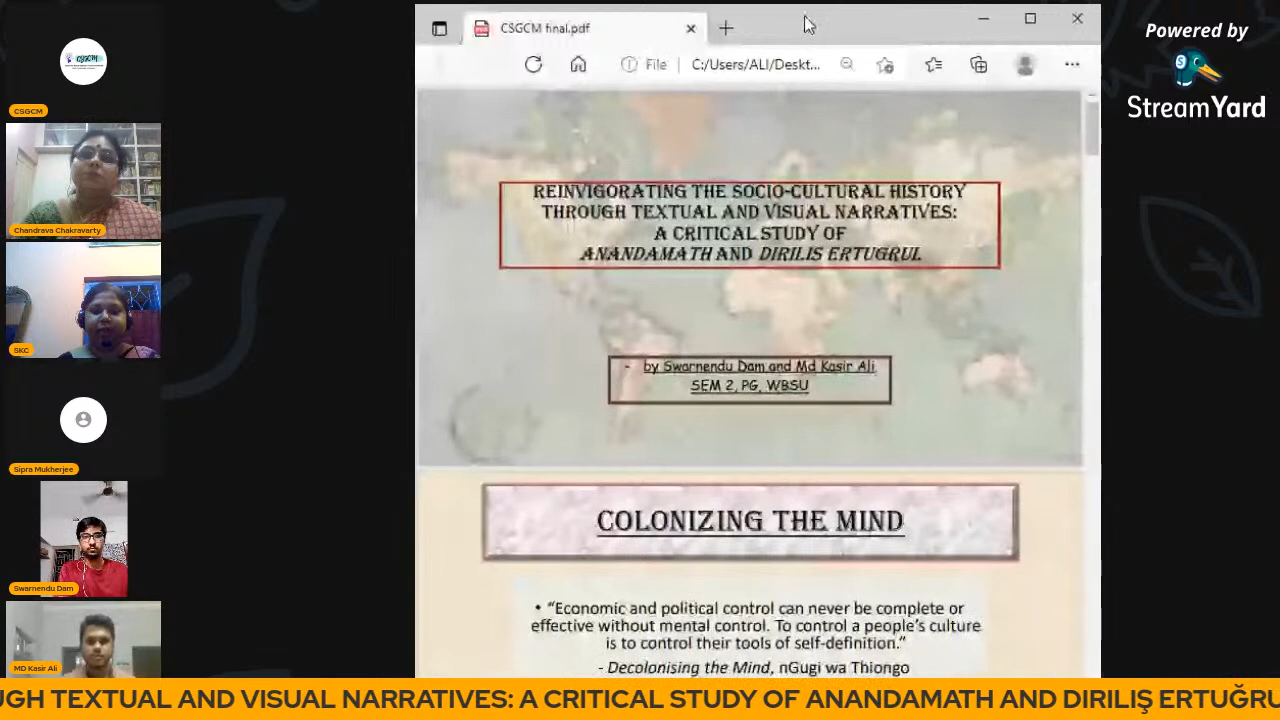 CSGCM
Chandrava Chakravarty
SKC
Sipra Mukherjee
Swarnendu Dam
MD Kasir Ali
CSGCM final.pdf
File
C:/Users/ALI/Deskt...
REINVIGORATING THE SOCIO-CULTURAL HISTORY
THROUGH TEXTUAL AND VISUAL NARRATIVES:
A CRITICAL STUDY OF
ANANDAMATH AND DIRILIS ERTUGRUL
- by Swarnendu Dam and Md Kasir Ali
SEM 2, PG, WBSU
COLONIZING THE MIND
• “Economic and political control can never be complete or
effective without mental control. To control a people’s culture
is to control their tools of self-definition.”
- Decolonising the Mind, nGugi wa Thiongo
Powered by
StreamYard
UGH TEXTUAL AND VISUAL NARRATIVES: A CRITICAL STUDY OF ANANDAMATH AND DIRILIŞ ERTUĞRU